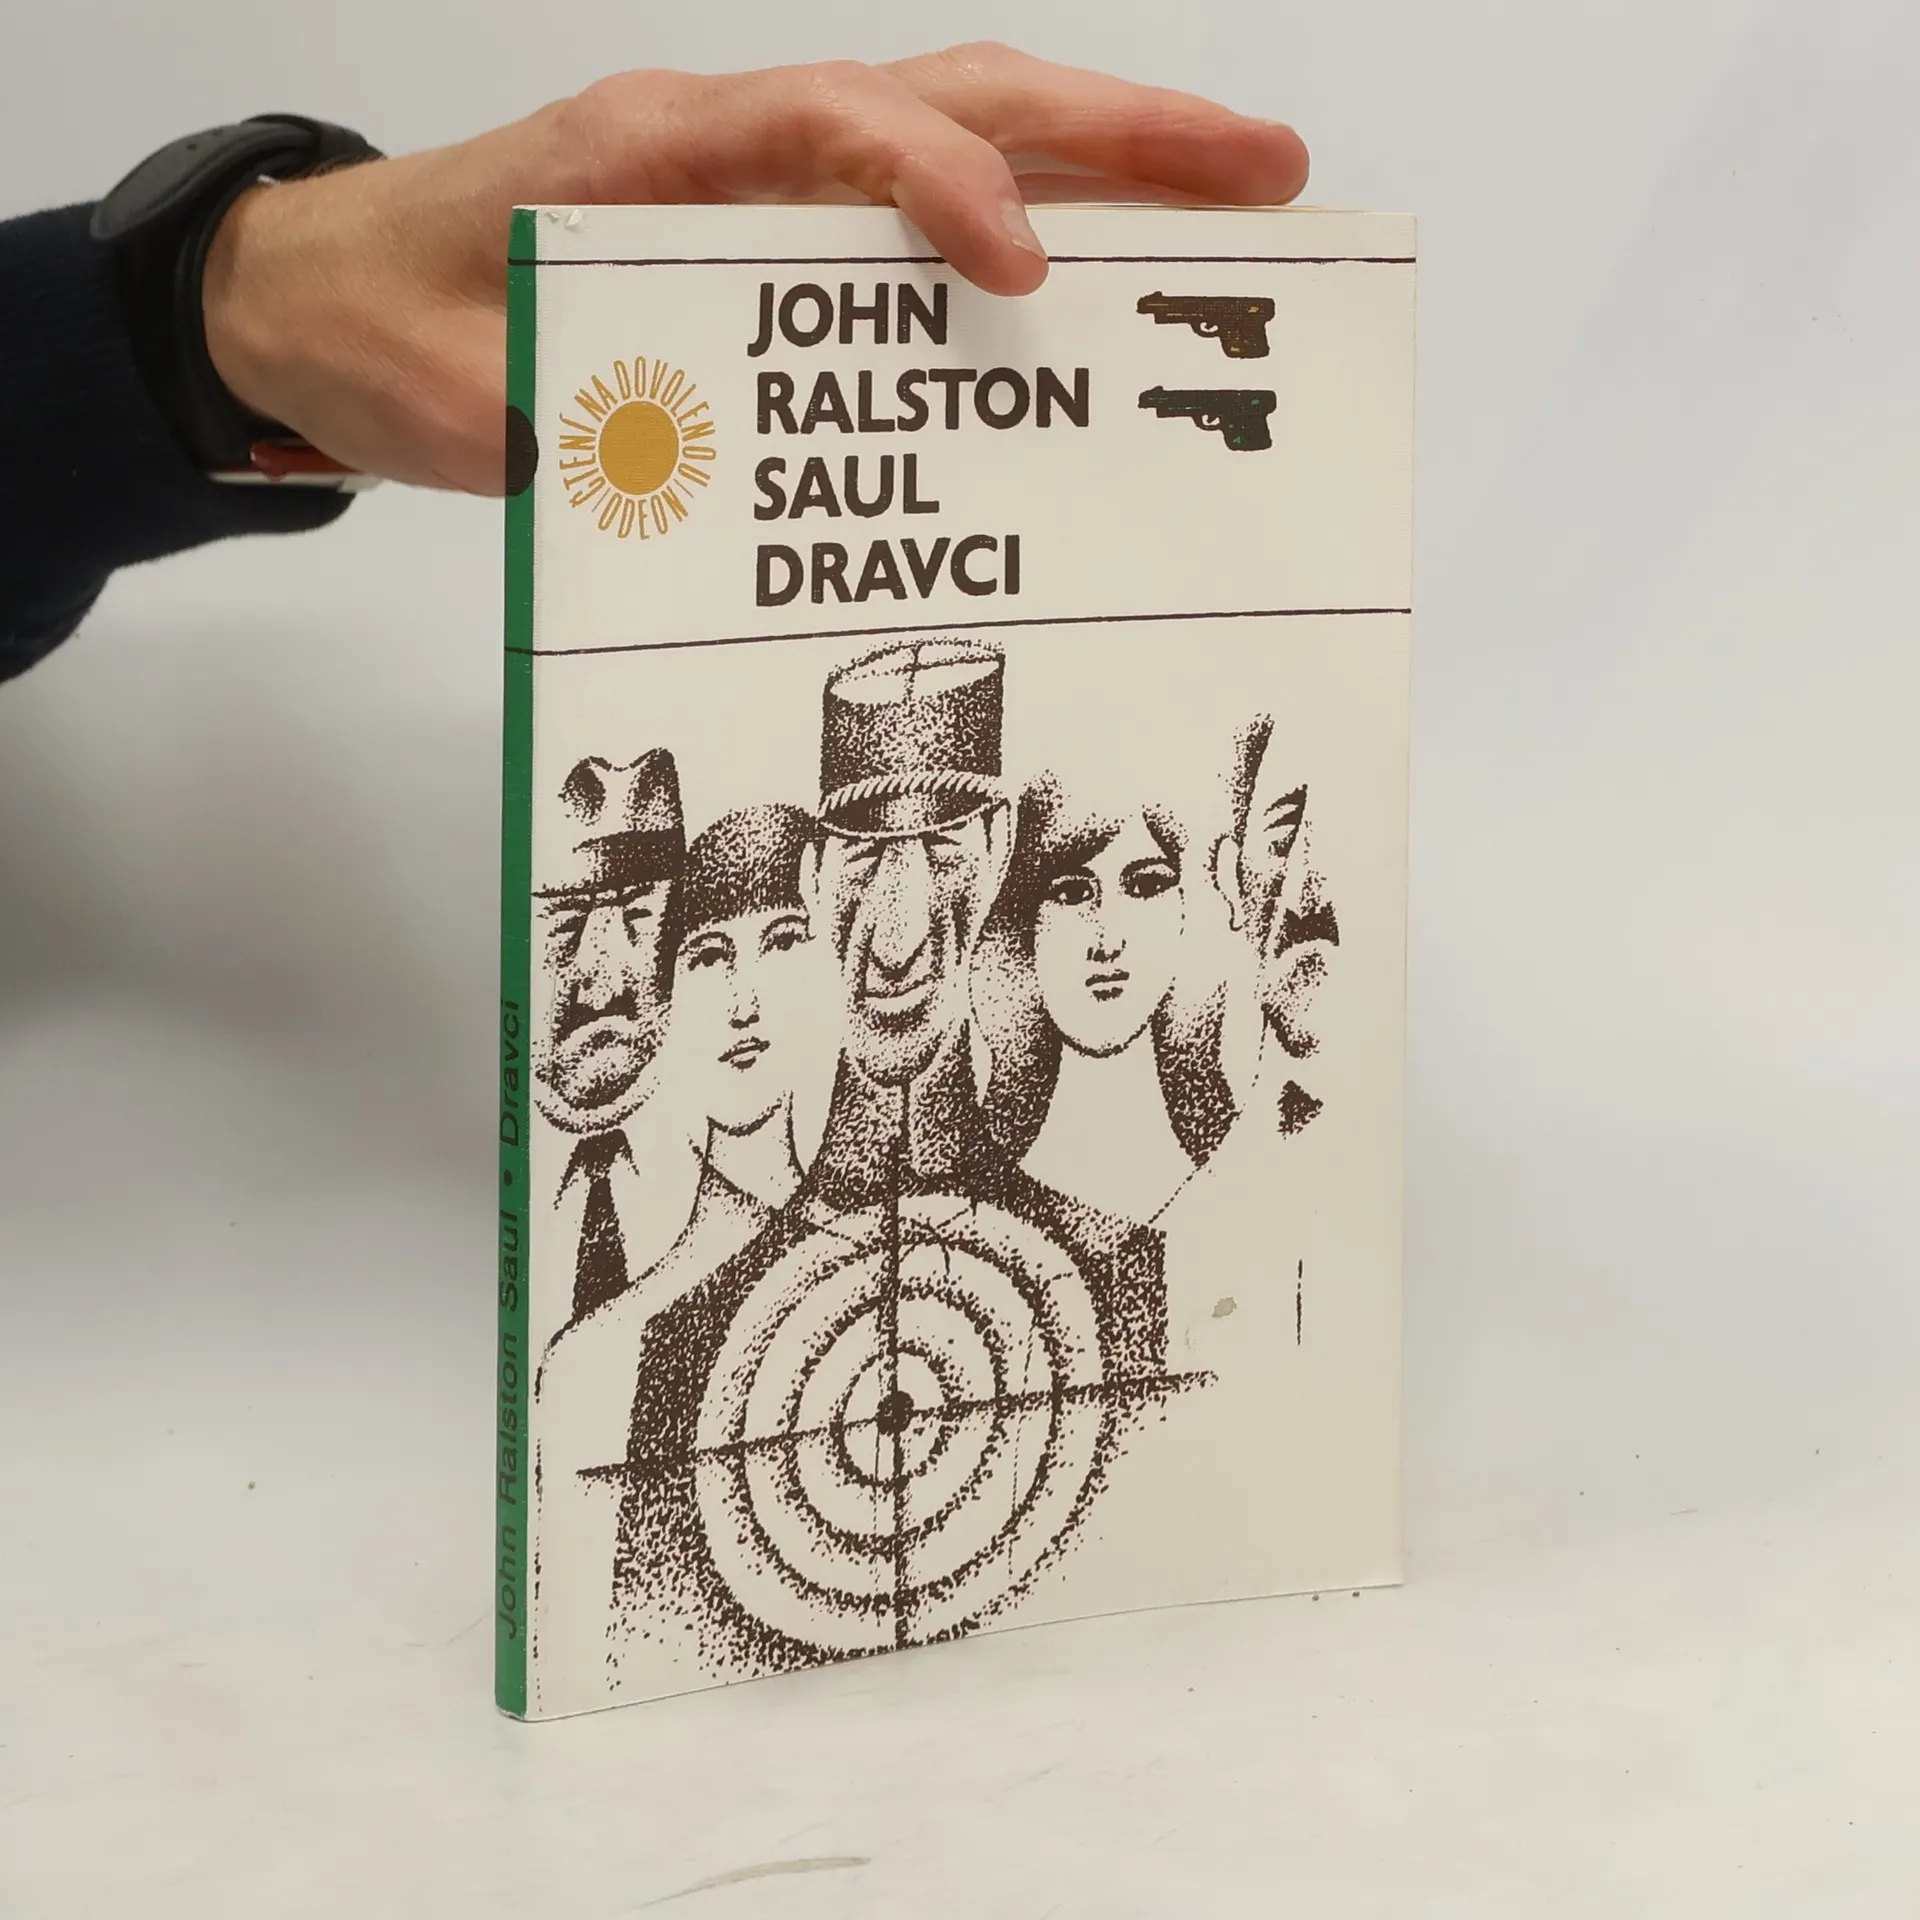 JOHN
RALSTON
SAUL
DRAVCI
ČTENÍ NA DOVOLENOU | ODEON |
John Ralston Saul • Dravci